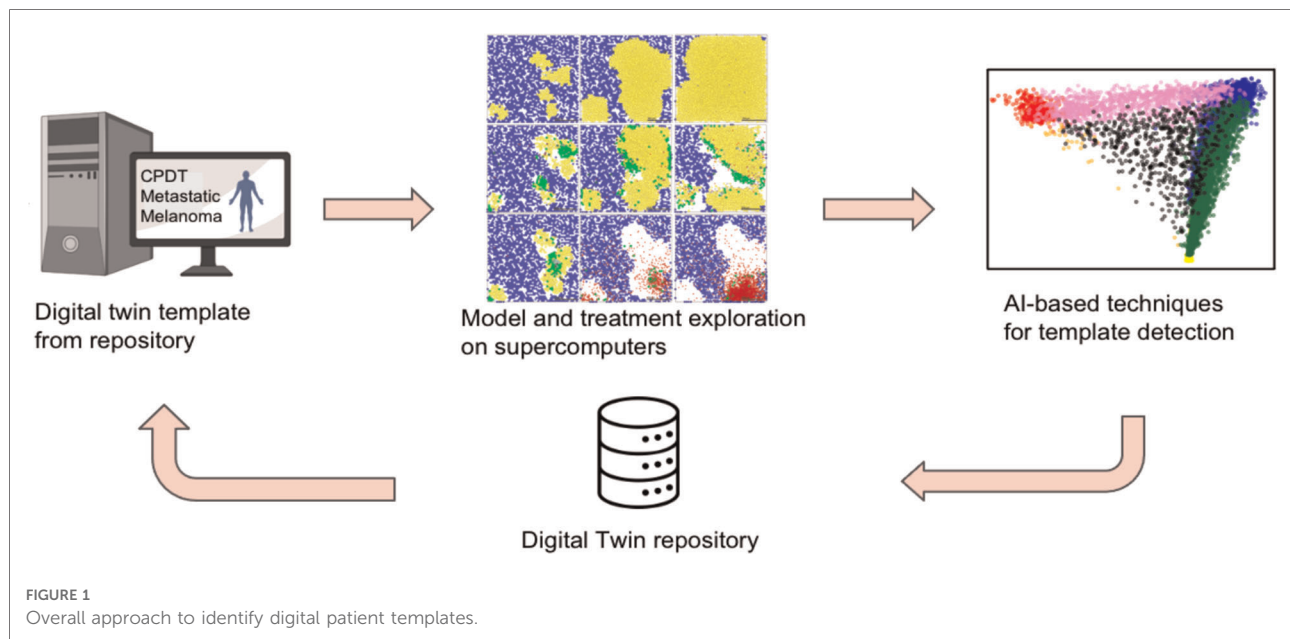 CPDT
Metastatic
Melanoma
Digital twin template
from repository
Model and treatment exploration
on supercomputers
AI-based techniques
for template detection
Digital Twin repository
FIGURE 1
Overall approach to identify digital patient templates.